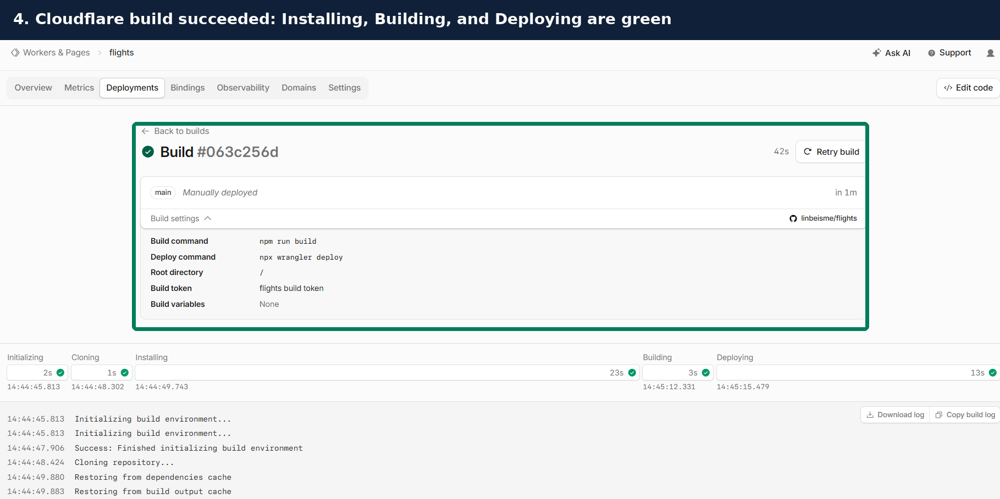 4. Cloudflare build succeeded: Installing, Building, and Deploying are green
Workers & Pages > flights
Ask AI
Support
Overview
Metrics
Deployments
Bindings
Observability
Domains
Settings
</> Edit code
← Back to builds
Build #063c256d
42s
Retry build
main
Manually deployed
in 1m
Build settings
linbeisme/flights
Build command npm run build
Deploy command npx wrangler deploy
Root directory /
Build token flights build token
Build variables None
Initializing
2s
14:44:45.813
Cloning
1s
14:44:48.302
Installing
23s
14:44:49.743
Building
3s
14:45:12.331
Deploying
13s
14:45:15.479
Download log
Copy build log
14:44:45.813 Initializing build environment...
14:44:45.813 Initializing build environment...
14:44:47.906 Success: Finished initializing build environment
14:44:48.424 Cloning repository...
14:44:49.880 Restoring from dependencies cache
14:44:49.883 Restoring from build output cache